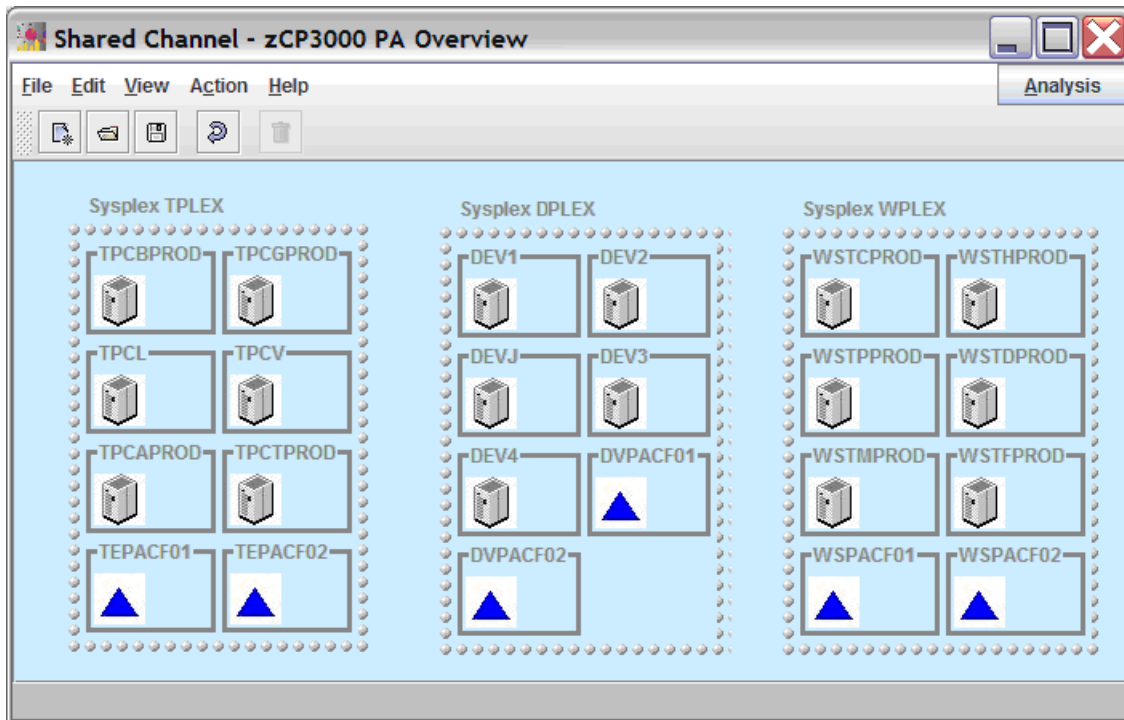 Shared Channel - zCP3000 PA Overview
File Edit View Action Help Analysis
Sysplex TPLEX
TPCBPROD TPCGPROD
TPCL TPCV
TPCAPROD TPCTPROD
TEPACF01 TEPACF02
Sysplex DPLEX
DEV1 DEV2
DEVJ DEV3
DEV4 DVPACF01
DVPACF02
Sysplex WPLEX
WSTCPROD WSTHPROD
WSTPPROD WSTDPROD
WSTMPROD WSTFPROD
WSPACF01 WSPACF02